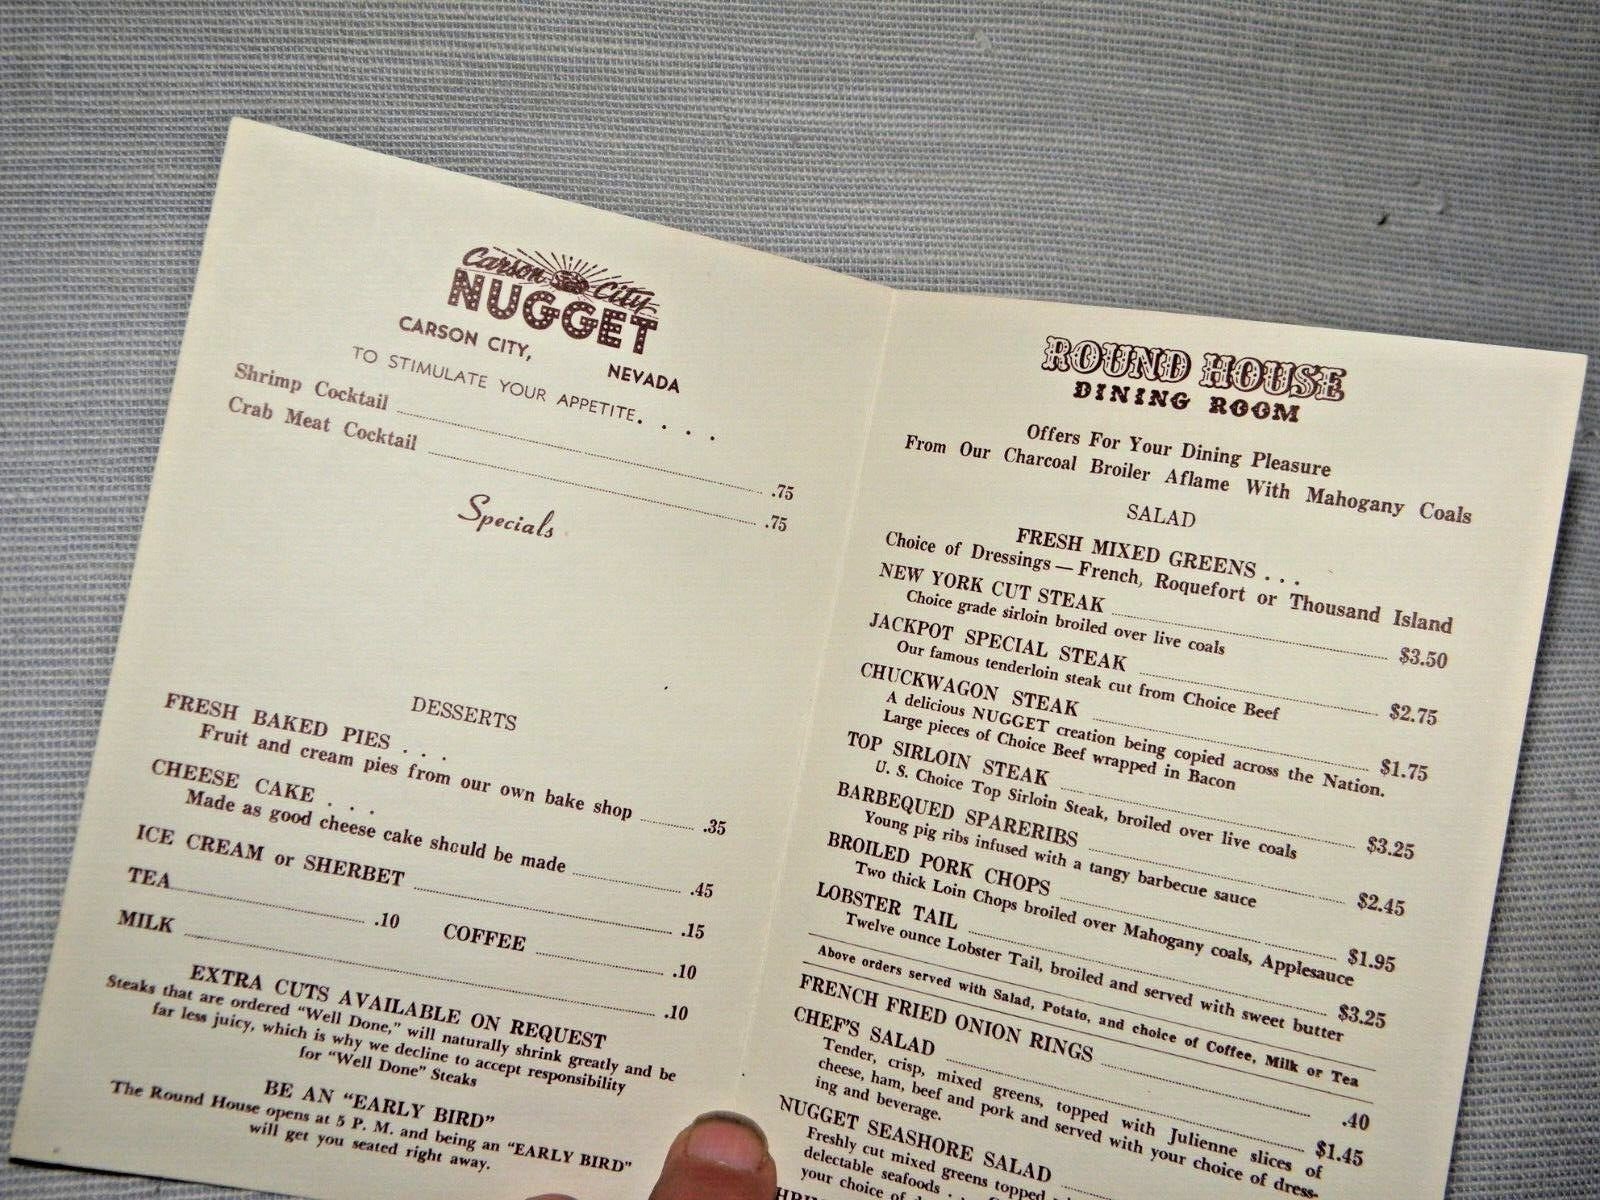 Carson City
NUGGET
CARSON CITY, NEVADA
TO STIMULATE YOUR APPETITE. . . .
Shrimp Cocktail .75
Crab Meat Cocktail .75
Specials
DESSERTS
FRESH BAKED PIES . . .
Fruit and cream pies from our own bake shop .35
CHEESE CAKE . . .
Made as good cheese cake should be made .45
ICE CREAM or SHERBET .15
TEA .10 COFFEE .10
MILK .10
EXTRA CUTS AVAILABLE ON REQUEST
Steaks that are ordered "Well Done," will naturally shrink greatly and be
far less juicy, which is why we decline to accept responsibility
for "Well Done" Steaks
BE AN "EARLY BIRD"
The Round House opens at 5 P. M. and being an "EARLY BIRD"
will get you seated right away.
ROUND HOUSE
DINING ROOM
Offers For Your Dining Pleasure
From Our Charcoal Broiler Aflame With Mahogany Coals
SALAD
FRESH MIXED GREENS . . .
Choice of Dressings — French, Roquefort or Thousand Island
NEW YORK CUT STEAK $3.50
Choice grade sirloin broiled over live coals
JACKPOT SPECIAL STEAK $2.75
Our famous tenderloin steak cut from Choice Beef
CHUCKWAGON STEAK $1.75
A delicious NUGGET creation being copied across the Nation.
Large pieces of Choice Beef wrapped in Bacon
TOP SIRLOIN STEAK $3.25
U. S. Choice Top Sirloin Steak, broiled over live coals
BARBEQUED SPARERIBS $2.45
Young pig ribs infused with a tangy barbecue sauce
BROILED PORK CHOPS $1.95
Two thick Loin Chops broiled over Mahogany coals, Applesauce
LOBSTER TAIL $3.25
Twelve ounce Lobster Tail, broiled and served with sweet butter
Above orders served with Salad, Potato, and choice of Coffee, Milk or Tea
FRENCH FRIED ONION RINGS .40
CHEF'S SALAD $1.45
Tender, crisp, mixed greens, topped with Julienne slices of
cheese, ham, beef and pork and served with your choice of dress-
ing and beverage.
NUGGET SEASHORE SALAD
Freshly cut mixed greens topped
delectable seafoods . .
your choice of